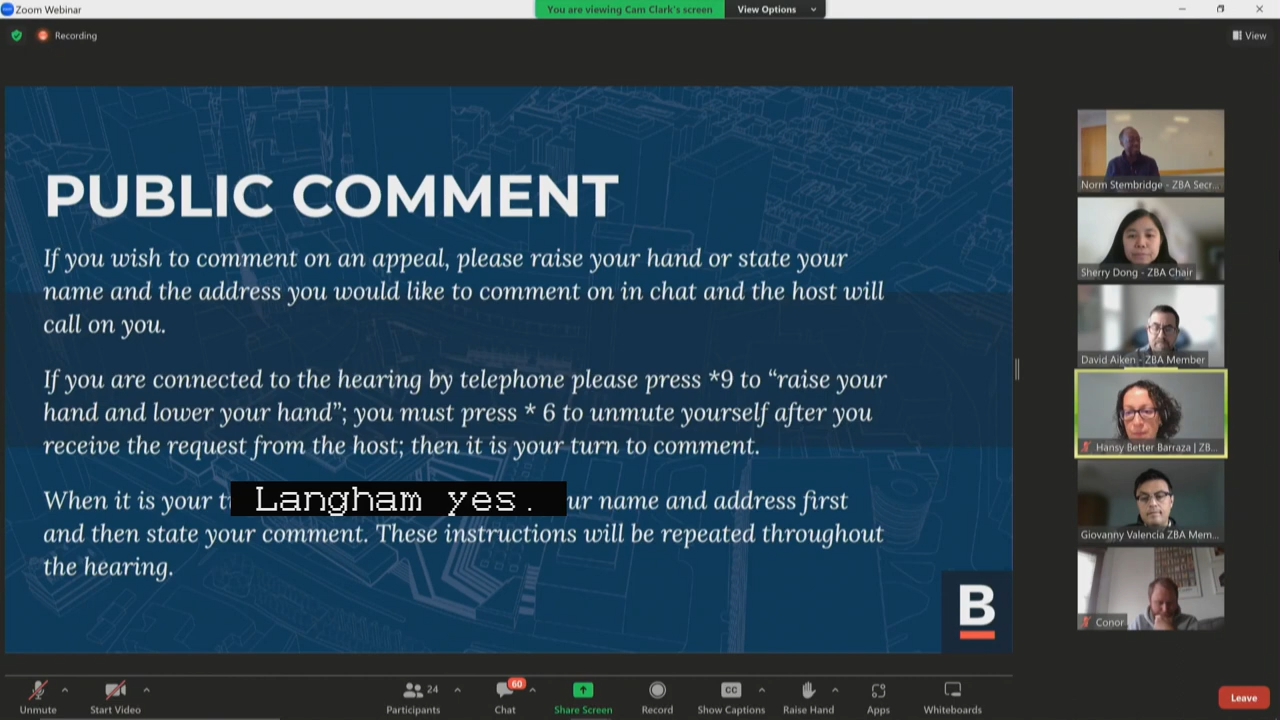 Zoom Webinar
You are viewing Cam Clark's screen
View Options
Recording
View
PUBLIC COMMENT
If you wish to comment on an appeal, please raise your hand or state your
name and the address you would like to comment on in chat and the host will
call on you.
If you are connected to the hearing by telephone please press *9 to “raise your
hand and lower your hand”; you must press * 6 to unmute yourself after you
receive the request from the host; then it is your turn to comment.
When it is your t Langham yes. ur name and address first
and then state your comment. These instructions will be repeated throughout
the hearing.
B
Norm Stembridge - ZBA Secr...
Sherry Dong - ZBA Chair
David Aiken - ZBA Member
Hansy Better Barraza | ZB...
Giovanny Valencia ZBA Mem...
Conor
Unmute
Start Video
24
Participants
60
Chat
Share Screen
Record
CC
Show Captions
Raise Hand
Apps
Whiteboards
Leave